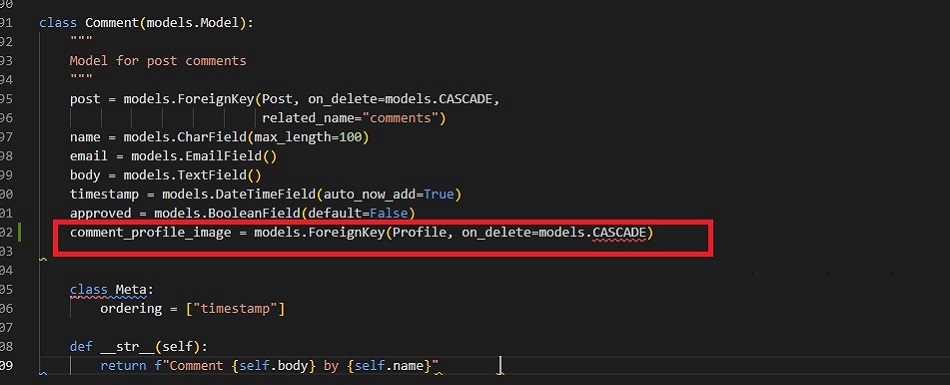 90
91 class Comment(models.Model):
92 """
93 Model for post comments
94 """
95 post = models.ForeignKey(Post, on_delete=models.CASCADE,
96 related_name="comments")
97 name = models.CharField(max_length=100)
98 email = models.EmailField()
99 body = models.TextField()
00 timestamp = models.DateTimeField(auto_now_add=True)
01 approved = models.BooleanField(default=False)
02 comment_profile_image = models.ForeignKey(Profile, on_delete=models.CASCADE)
03
04
05 class Meta:
06 ordering = ["timestamp"]
07
08 def __str__(self):
09 return f"Comment {self.body} by {self.name}"